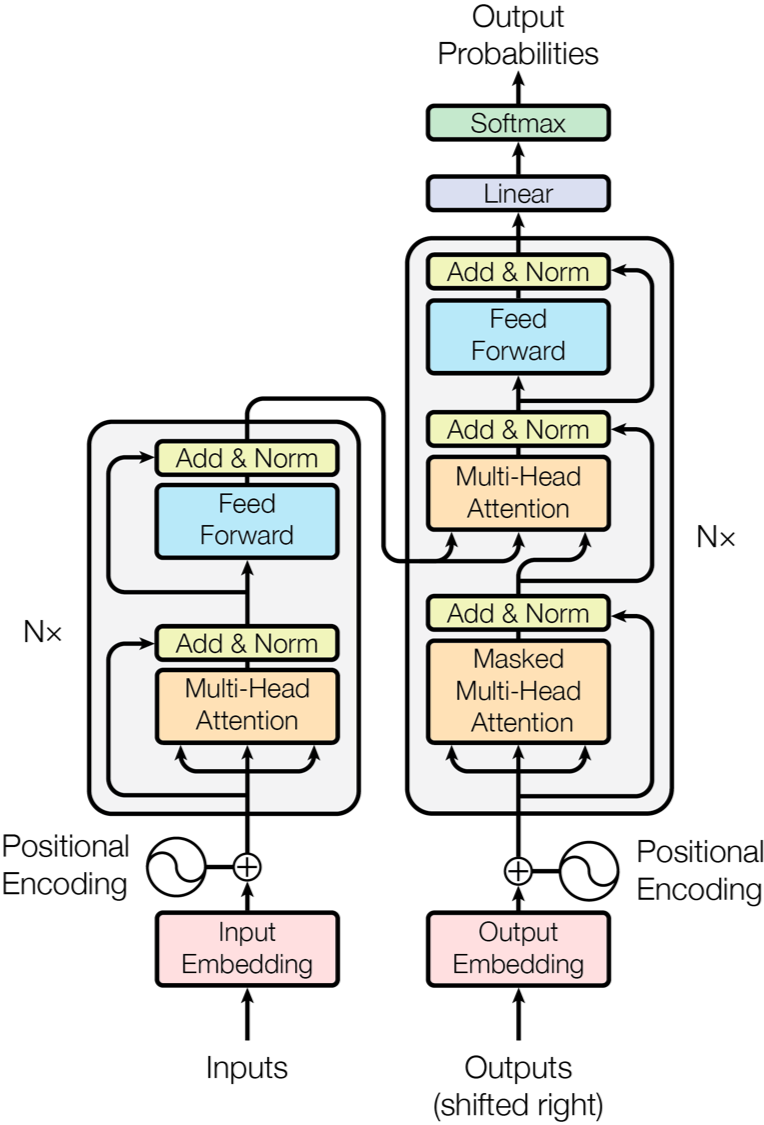 Output
Probabilities
Softmax
Linear
Add & Norm
Feed
Forward
Add & Norm
Multi-Head
Attention
N×
Add & Norm
Masked
Multi-Head
Attention
Add & Norm
Feed
Forward
N×
Add & Norm
Multi-Head
Attention
Positional
Encoding
Positional
Encoding
Input
Embedding
Output
Embedding
Inputs
Outputs
(shifted right)